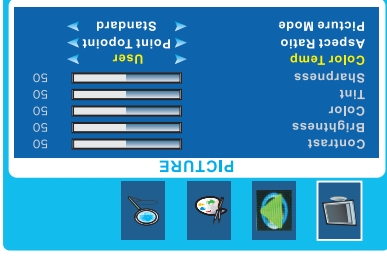 PICTURE
Contrast 50
Brightness 50
Color 50
Tint 50
Sharpness 50
Color Temp User
Aspect Ratio Point Topoint
Picture Mode Standard